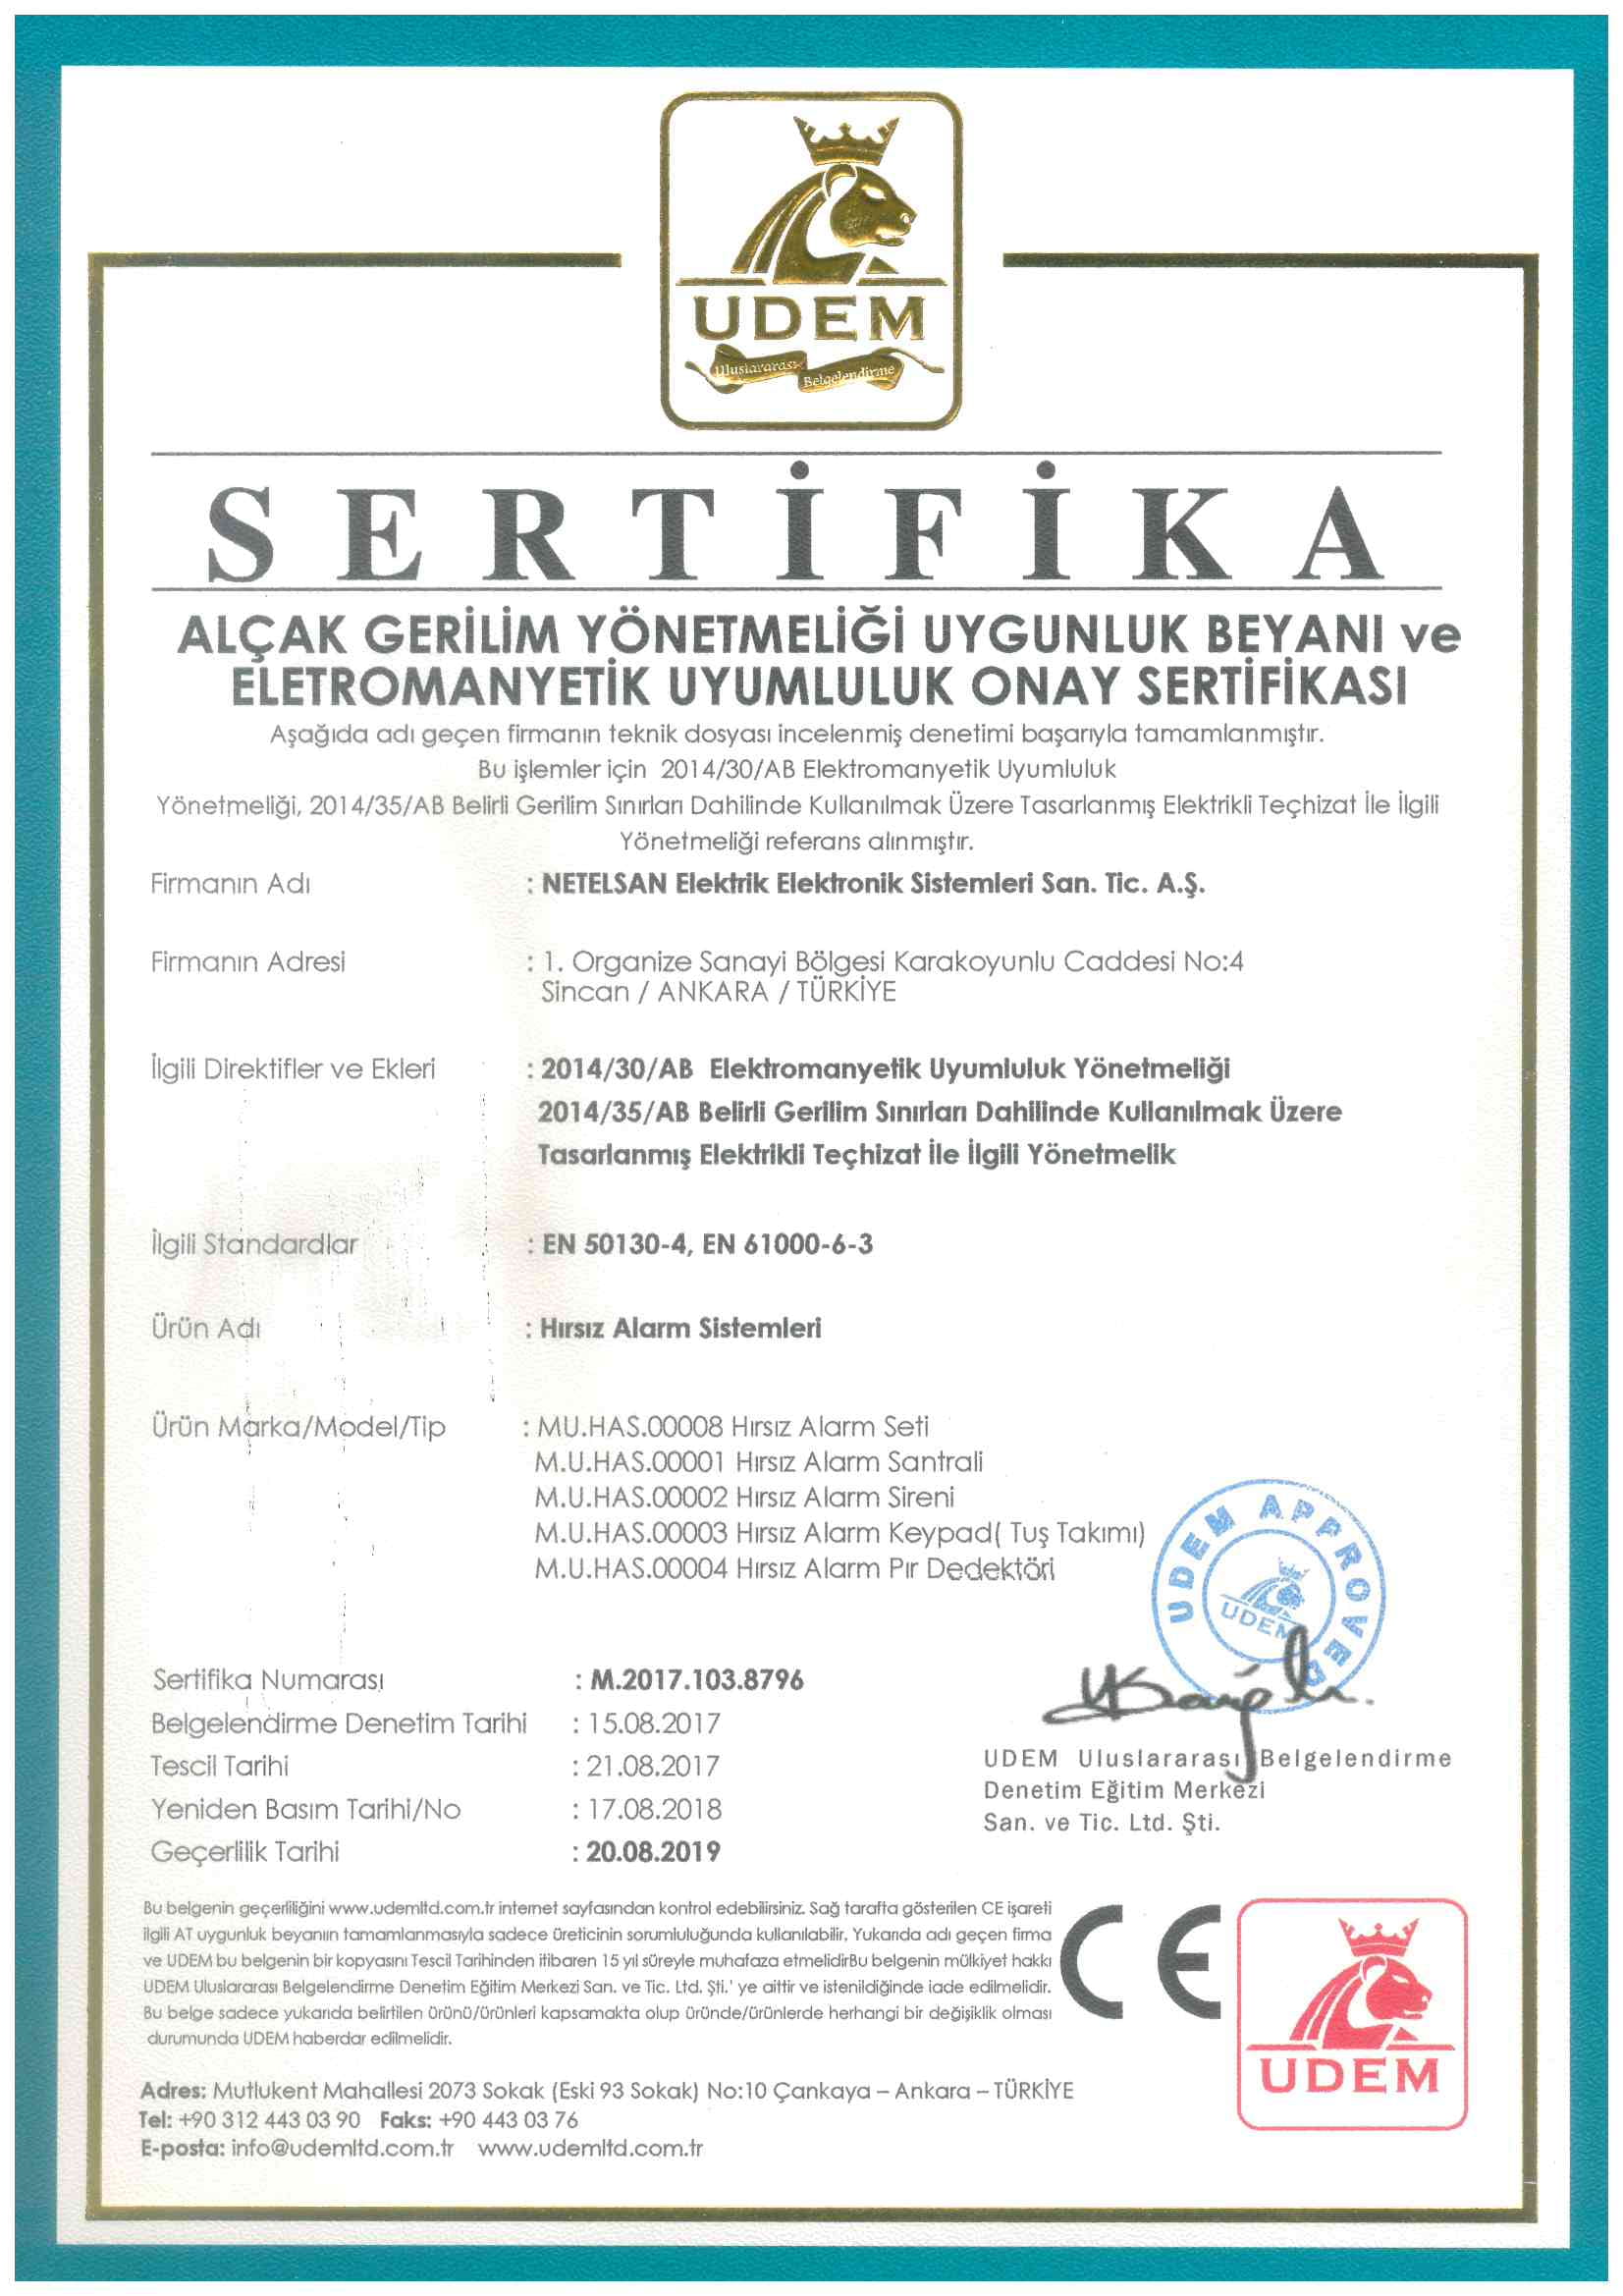 UDEM
Uluslararası
Belgelendirme
SERTİFİKA
ALÇAK GERİLİM YÖNETMELİĞİ UYGUNLUK BEYANI ve
ELETROMANYETİK UYUMLULUK ONAY SERTİFİKASI
Aşağıda adı geçen firmanın teknik dosyası incelenmiş denetimi başarıyla tamamlanmıştır.
Bu işlemler için 2014/30/AB Elektromanyetik Uyumluluk
Yönetmeliği, 2014/35/AB Belirli Gerilim Sınırları Dahilinde Kullanılmak Üzere Tasarlanmış Elektrikli Teçhizat İle İlgili
Yönetmeliği referans alınmıştır.
Firmanın Adı : NETELSAN Elektrik Elektronik Sistemleri San. Tic. A.Ş.
Firmanın Adresi : 1. Organize Sanayi Bölgesi Karakoyunlu Caddesi No:4
Sincan / ANKARA / TÜRKİYE
İlgili Direktifler ve Ekleri : 2014/30/AB Elektromanyetik Uyumluluk Yönetmeliği
2014/35/AB Belirli Gerilim Sınırları Dahilinde Kullanılmak Üzere
Tasarlanmış Elektrikli Teçhizat İle İlgili Yönetmelik
İlgili Standardlar : EN 50130-4, EN 61000-6-3
Ürün Adı : Hırsız Alarm Sistemleri
Ürün Marka/Model/Tip : MU.HAS.00008 Hırsız Alarm Seti
M.U.HAS.00001 Hırsız Alarm Santrali
M.U.HAS.00002 Hırsız Alarm Sireni
M.U.HAS.00003 Hırsız Alarm Keypad( Tuş Takımı)
M.U.HAS.00004 Hırsız Alarm Pır Dedektöri
UDEM APPROVED
UDEM
Sertifika Numarası : M.2017.103.8796
Belgelendirme Denetim Tarihi : 15.08.2017
Tescil Tarihi : 21.08.2017
Yeniden Basım Tarihi/No : 17.08.2018
Geçerlilik Tarihi : 20.08.2019
UDEM Uluslararası Belgelendirme
Denetim Eğitim Merkezi
San. ve Tic. Ltd. Şti.
Bu belgenin geçerliliğini www.udemltd.com.tr internet sayfasından kontrol edebilirsiniz. Sağ tarafta gösterilen CE işareti
ilgili AT uygunluk beyanıın tamamlanmasıyla sadece üreticinin sorumluluğunda kullanılabilir. Yukarıda adı geçen firma
ve UDEM bu belgenin bir kopyasını Tescil Tarihinden itibaren 15 yıl süreyle muhafaza etmelidirBu belgenin mülkiyet hakkı
UDEM Uluslararası Belgelendirme Denetim Eğitim Merkezi San. ve Tic. Ltd. Şti.' ye aittir ve istenildiğinde iade edilmelidir.
Bu belge sadece yukarıda belirtilen ürünü/ürünleri kapsamakta olup üründe/ürünlerde herhangi bir değişiklik olması
durumunda UDEM haberdar edilmelidir.
CE
UDEM
Adres: Mutlukent Mahallesi 2073 Sokak (Eski 93 Sokak) No:10 Çankaya – Ankara – TÜRKİYE
Tel: +90 312 443 03 90 Faks: +90 443 03 76
E-posta: info@udemltd.com.tr www.udemltd.com.tr